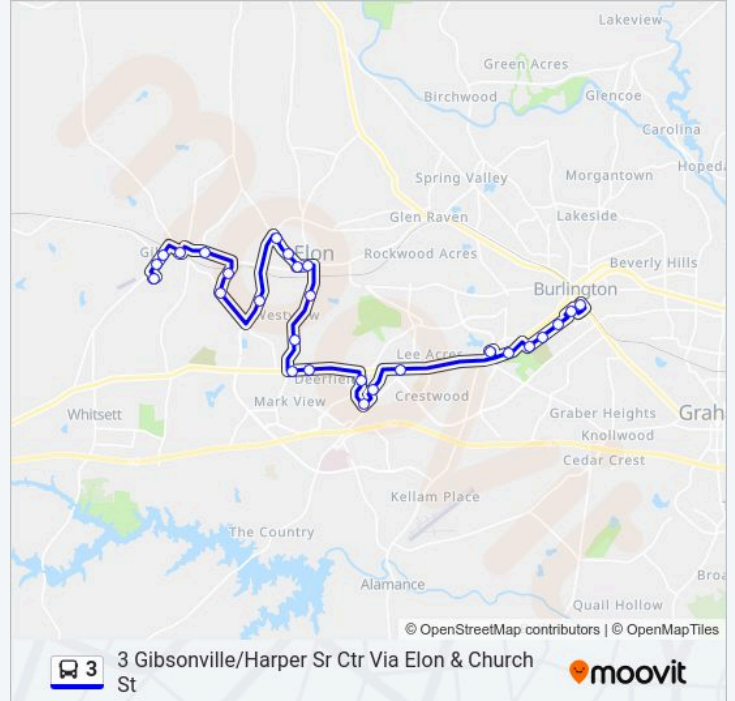 Lakeview
Green Acres
Birchwood
Glencoe
Carolina
Hopeda
Spring Valley
Morgantown
Glen Raven
Lakeside
Gib
Elon
Rockwood Acres
Beverly Hills
Burlington
Westview
Lee Acres
Deerfield
Mark View
Crestwood
Whitsett
Graber Heights
Grah
Knollwood
Cedar Crest
Kellam Place
The Country
Alamance
Broa
Quail Hollow
© OpenStreetMap contributors | © OpenMapTiles
3
3 Gibsonville/Harper Sr Ctr Via Elon & Church
St
moovit